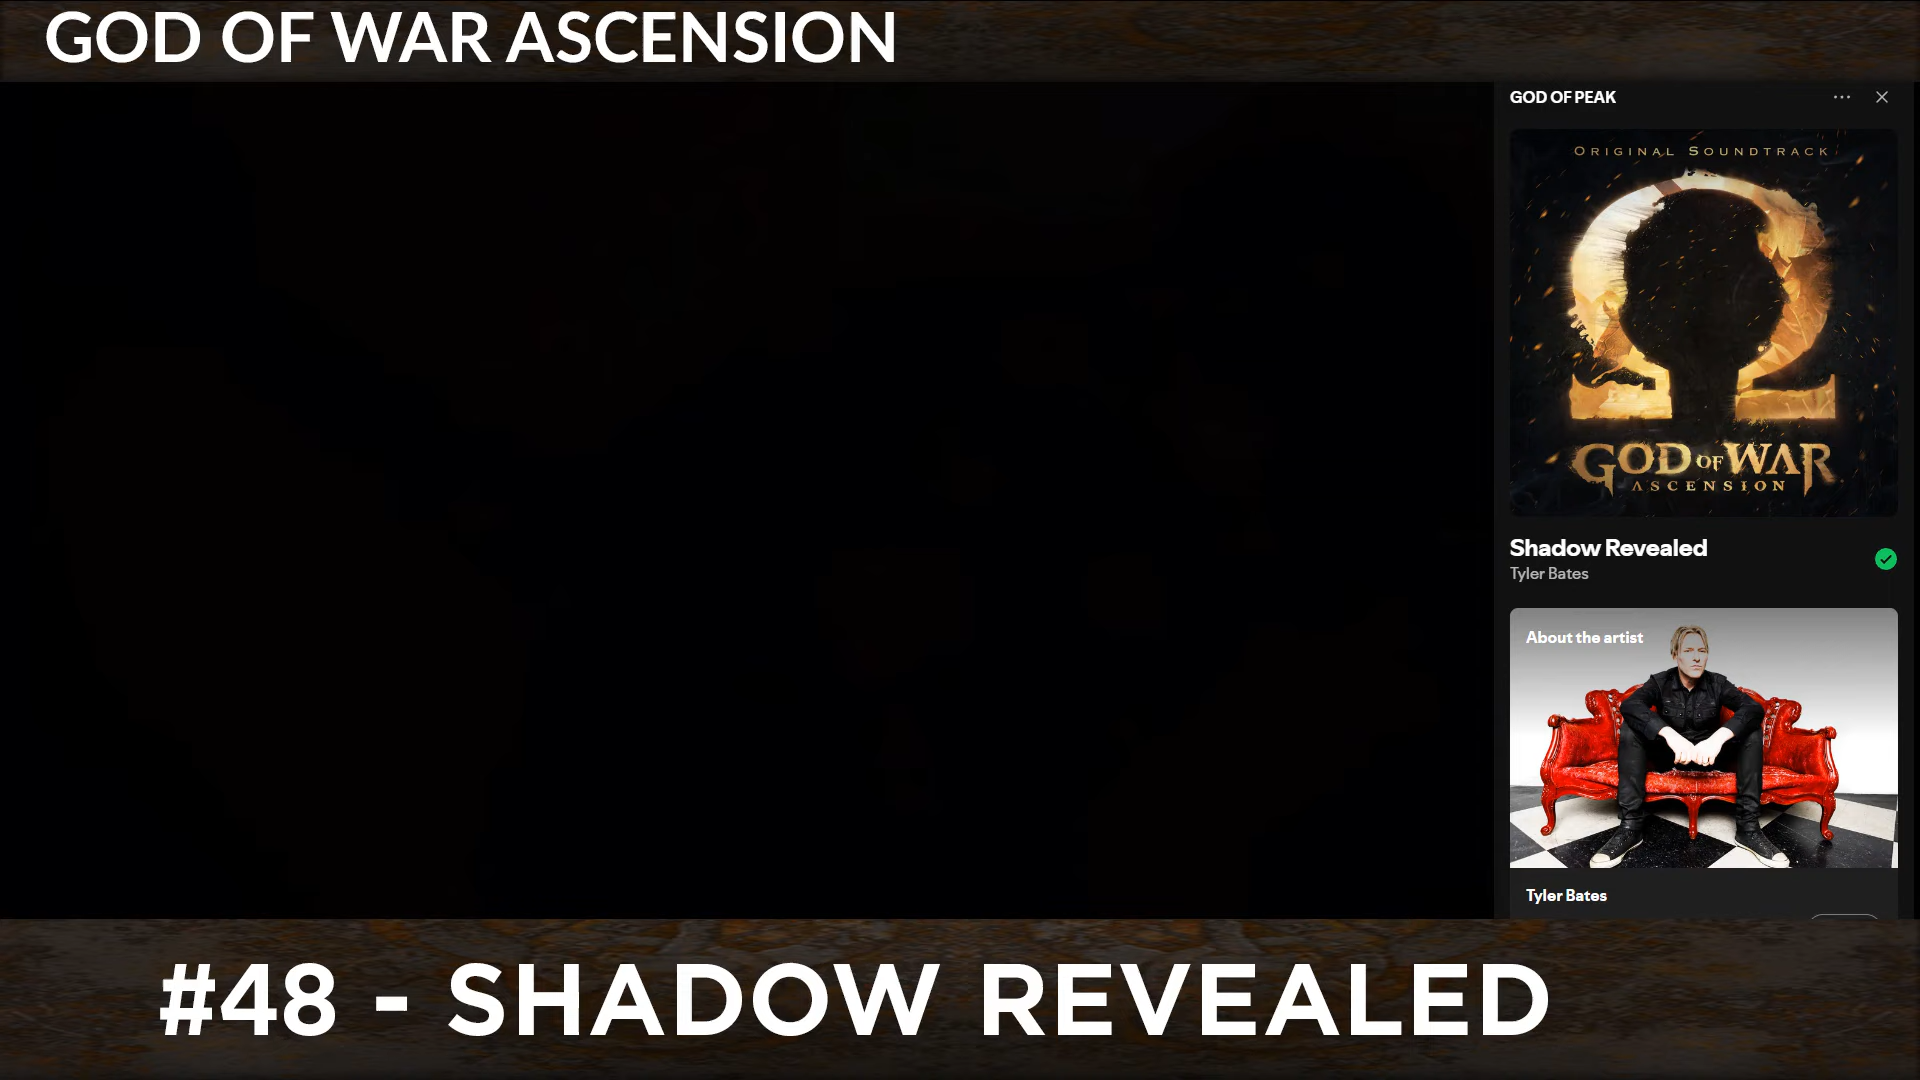 GOD OF WAR ASCENSION
GOD OF PEAK
ORIGINAL SOUNDTRACK
GOD OF WAR
ASCENSION
Shadow Revealed
Tyler Bates
About the artist
Tyler Bates
#48 - SHADOW REVEALED